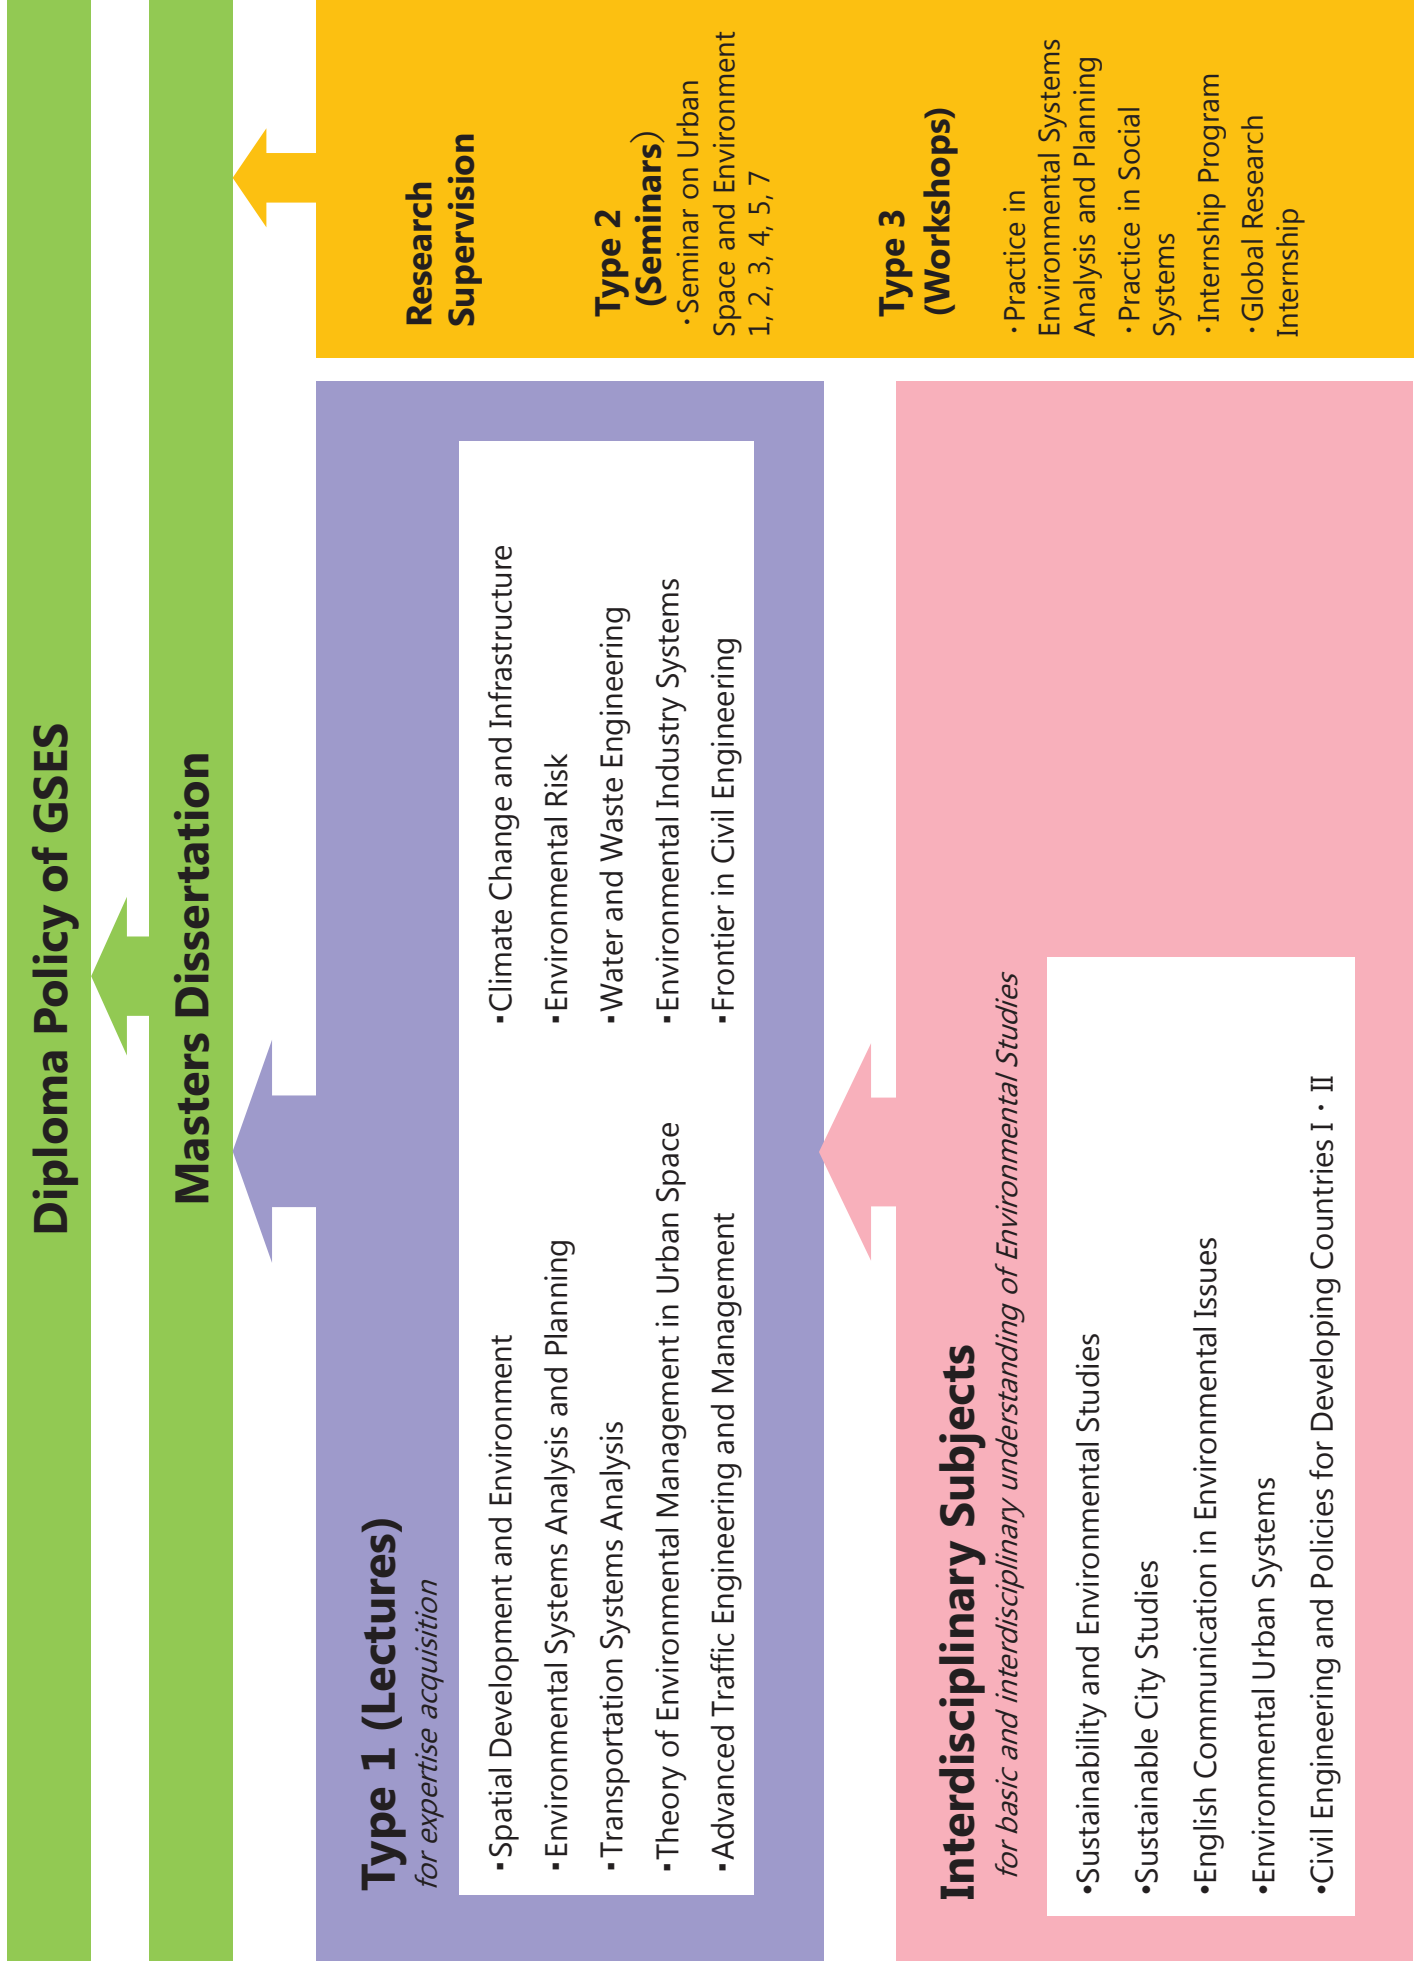 Diploma Policy of GSES
Masters Dissertation
Type 1 (Lectures)
for expertise acquisition
▪Spatial Development and Environment
▪Environmental Systems Analysis and Planning
▪Transportation Systems Analysis
▪Theory of Environmental Management in Urban Space
▪Advanced Traffic Engineering and Management
▪Climate Change and Infrastructure
▪Environmental Risk
▪Water and Waste Engineering
▪Environmental Industry Systems
▪Frontier in Civil Engineering
Interdisciplinary Subjects
for basic and interdisciplinary understanding of Environmental Studies
•Sustainability and Environmental Studies
•Sustainable City Studies
•English Communication in Environmental Issues
•Environmental Urban Systems
•Civil Engineering and Policies for Developing Countries I・II
Research
Supervision
Type 2
(Seminars)
・Seminar on Urban
Space and Environment
1, 2, 3, 4, 5, 7
Type 3
(Workshops)
・Practice in
Environmental Systems
Analysis and Planning
・Practice in Social
Systems
・Internship Program
・Global Research
Internship